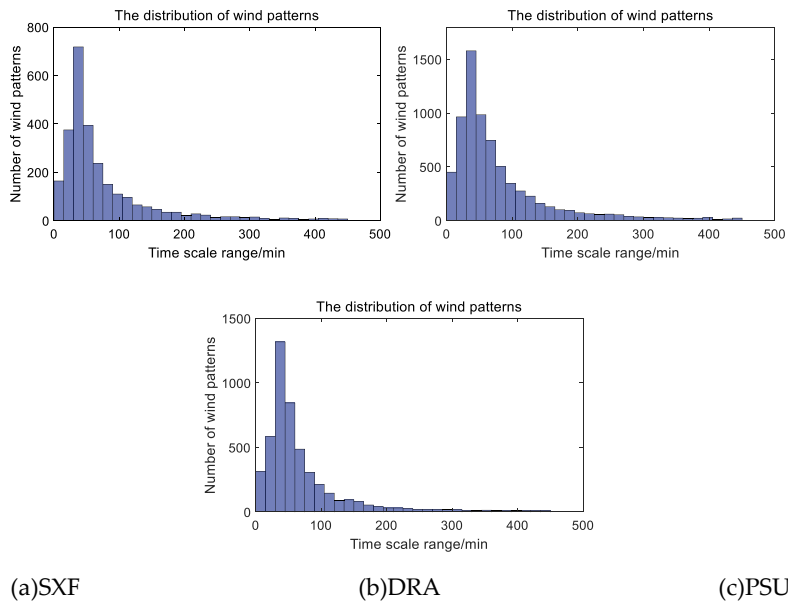 The distribution of wind patterns
800
600
400
200
0
Number of wind patterns
0 100 200 300 400 500
Time scale range/min
The distribution of wind patterns
1500
1000
500
0
Number of wind patterns
0 100 200 300 400 500
Time scale range/min
The distribution of wind patterns
1500
1000
500
0
Number of wind patterns
0 100 200 300 400 500
Time scale range/min
(a)SXF (b)DRA (c)PSU